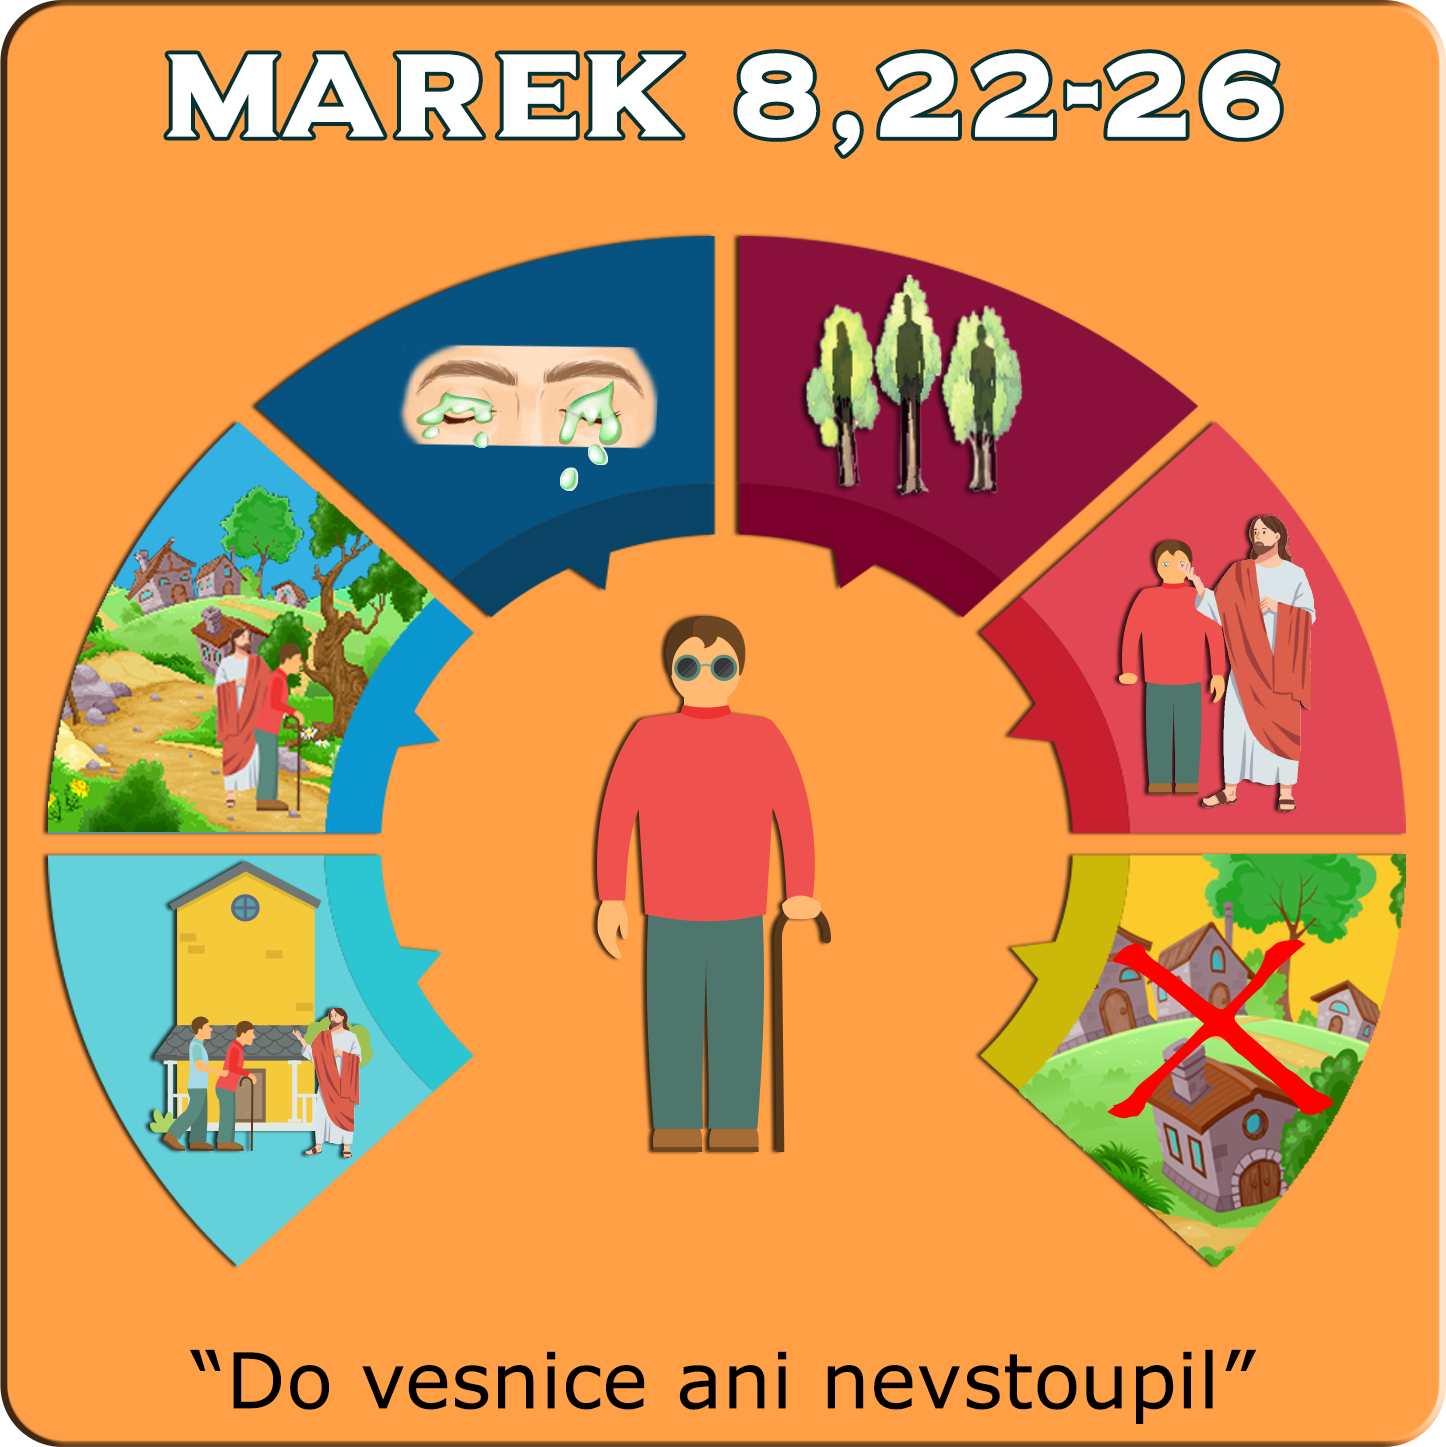 MAREK 8,22-26
“Do vesnice ani nevstoupil”